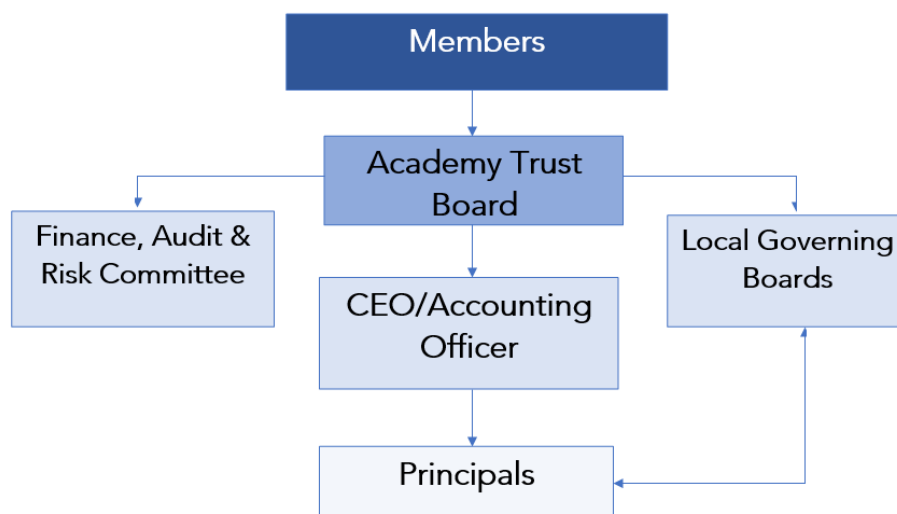 Members
Academy Trust
Board
Finance, Audit &
Risk Committee
Local Governing
Boards
CEO/Accounting
Officer
Principals